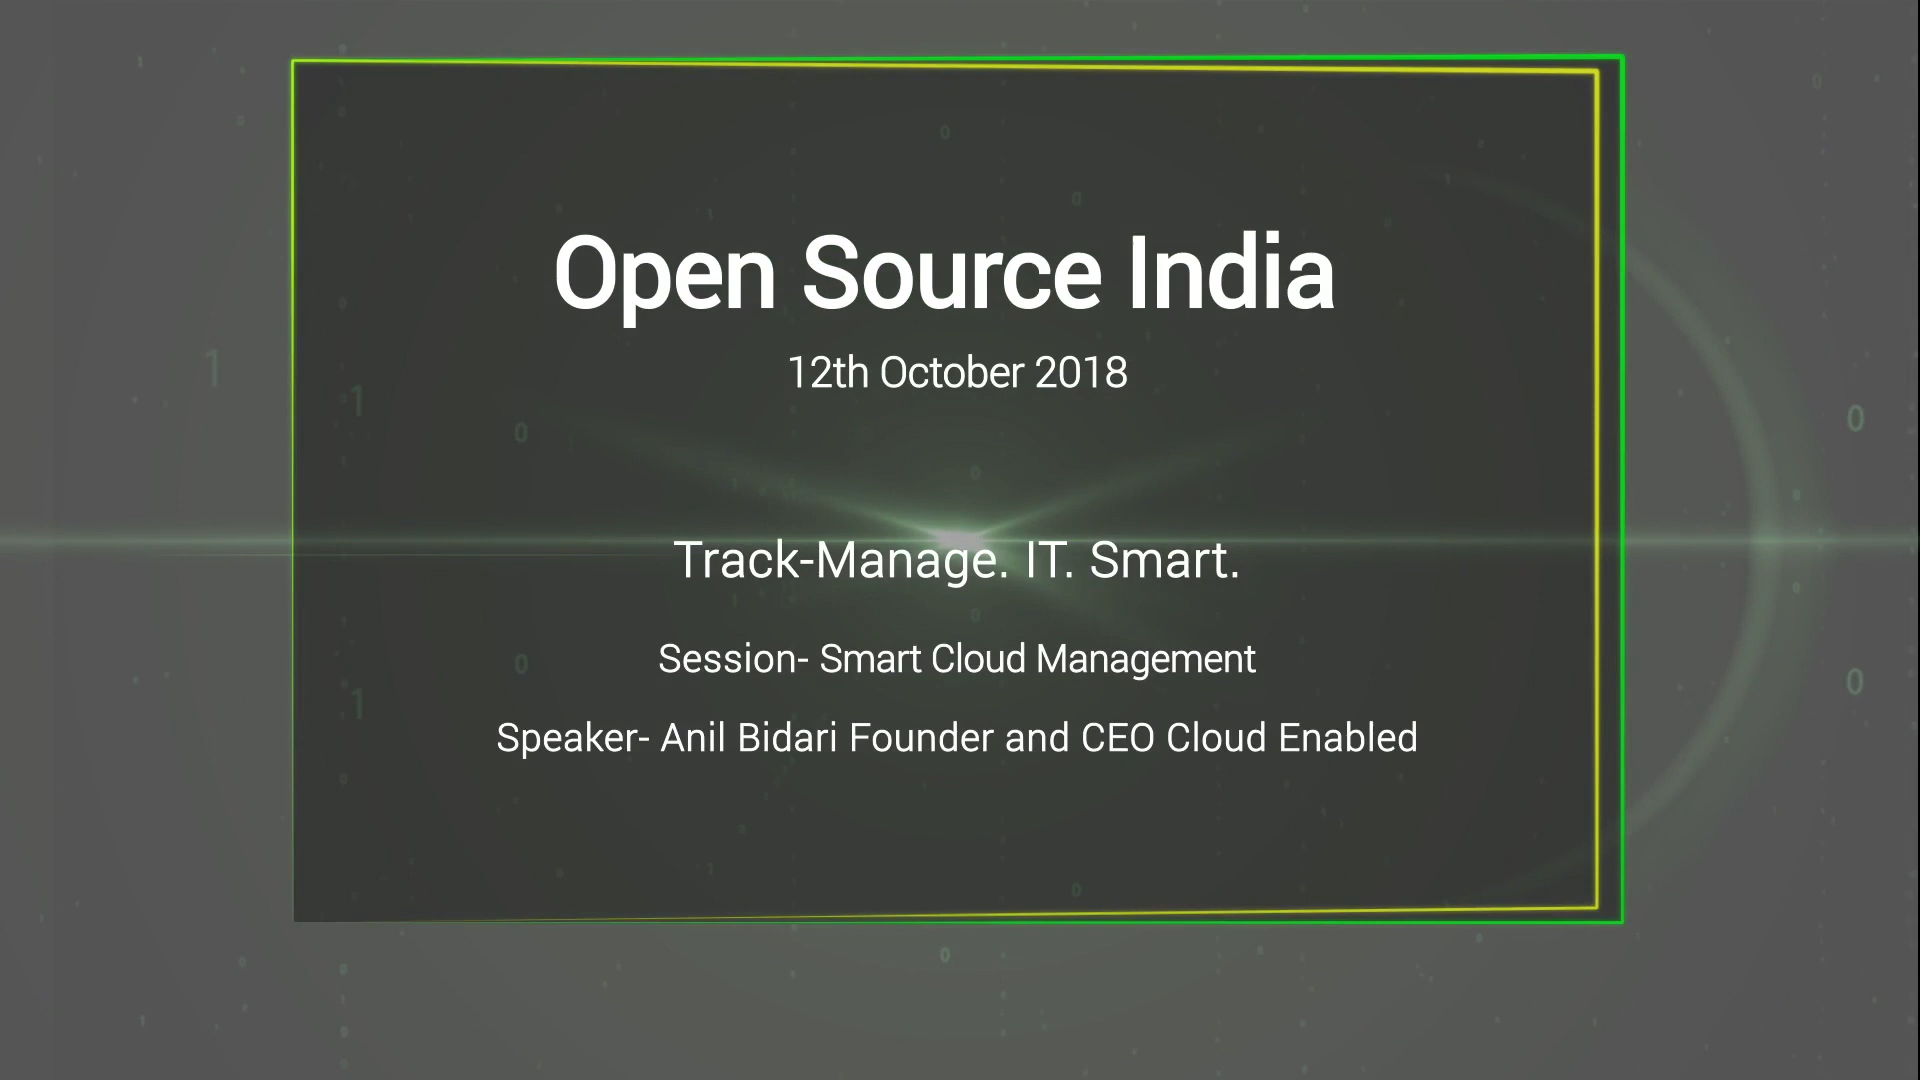 Open Source India
12th October 2018
Track-Manage. IT. Smart.
Session- Smart Cloud Management
Speaker- Anil Bidari Founder and CEO Cloud Enabled